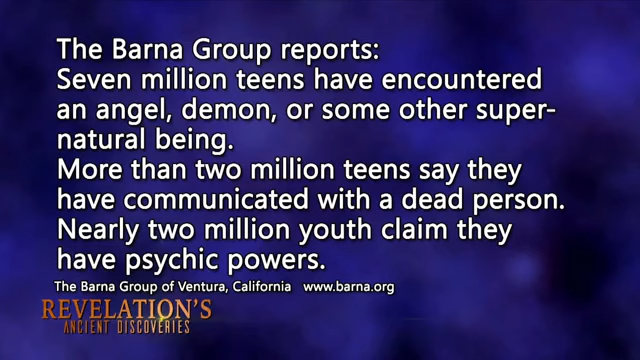 The Barna Group reports:
Seven million teens have encountered
an angel, demon, or some other super-
natural being.
More than two million teens say they
have communicated with a dead person.
Nearly two million youth claim they
have psychic powers.
The Barna Group of Ventura, California www.barna.org
REVELATION'S
ANCIENT DISCOVERIES